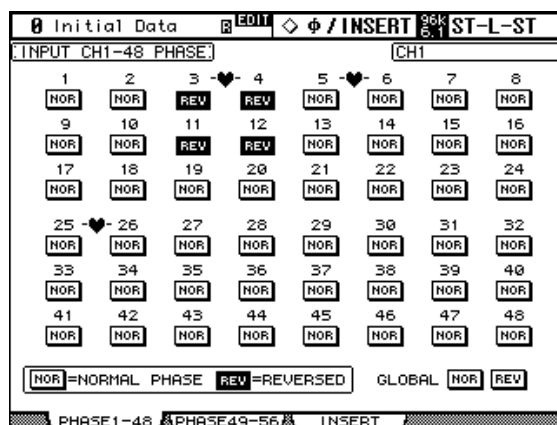 0 Initial Data R EDIT ◇ Φ/INSERT 96k 6.1 ST-L-ST
INPUT CH1-48 PHASE CH1
1 2 3 -♥- 4 5 -♥- 6 7 8
NOR NOR REV REV NOR NOR NOR NOR
9 10 11 12 13 14 15 16
NOR NOR REV REV NOR NOR NOR NOR
17 18 19 20 21 22 23 24
NOR NOR NOR NOR NOR NOR NOR NOR
25 -♥- 26 27 28 29 30 31 32
NOR NOR NOR NOR NOR NOR NOR NOR
33 34 35 36 37 38 39 40
NOR NOR NOR NOR NOR NOR NOR NOR
41 42 43 44 45 46 47 48
NOR NOR NOR NOR NOR NOR NOR NOR
NOR=NORMAL PHASE REV=REVERSED GLOBAL NOR REV
PHASE1-48 PHASE49-56 INSERT